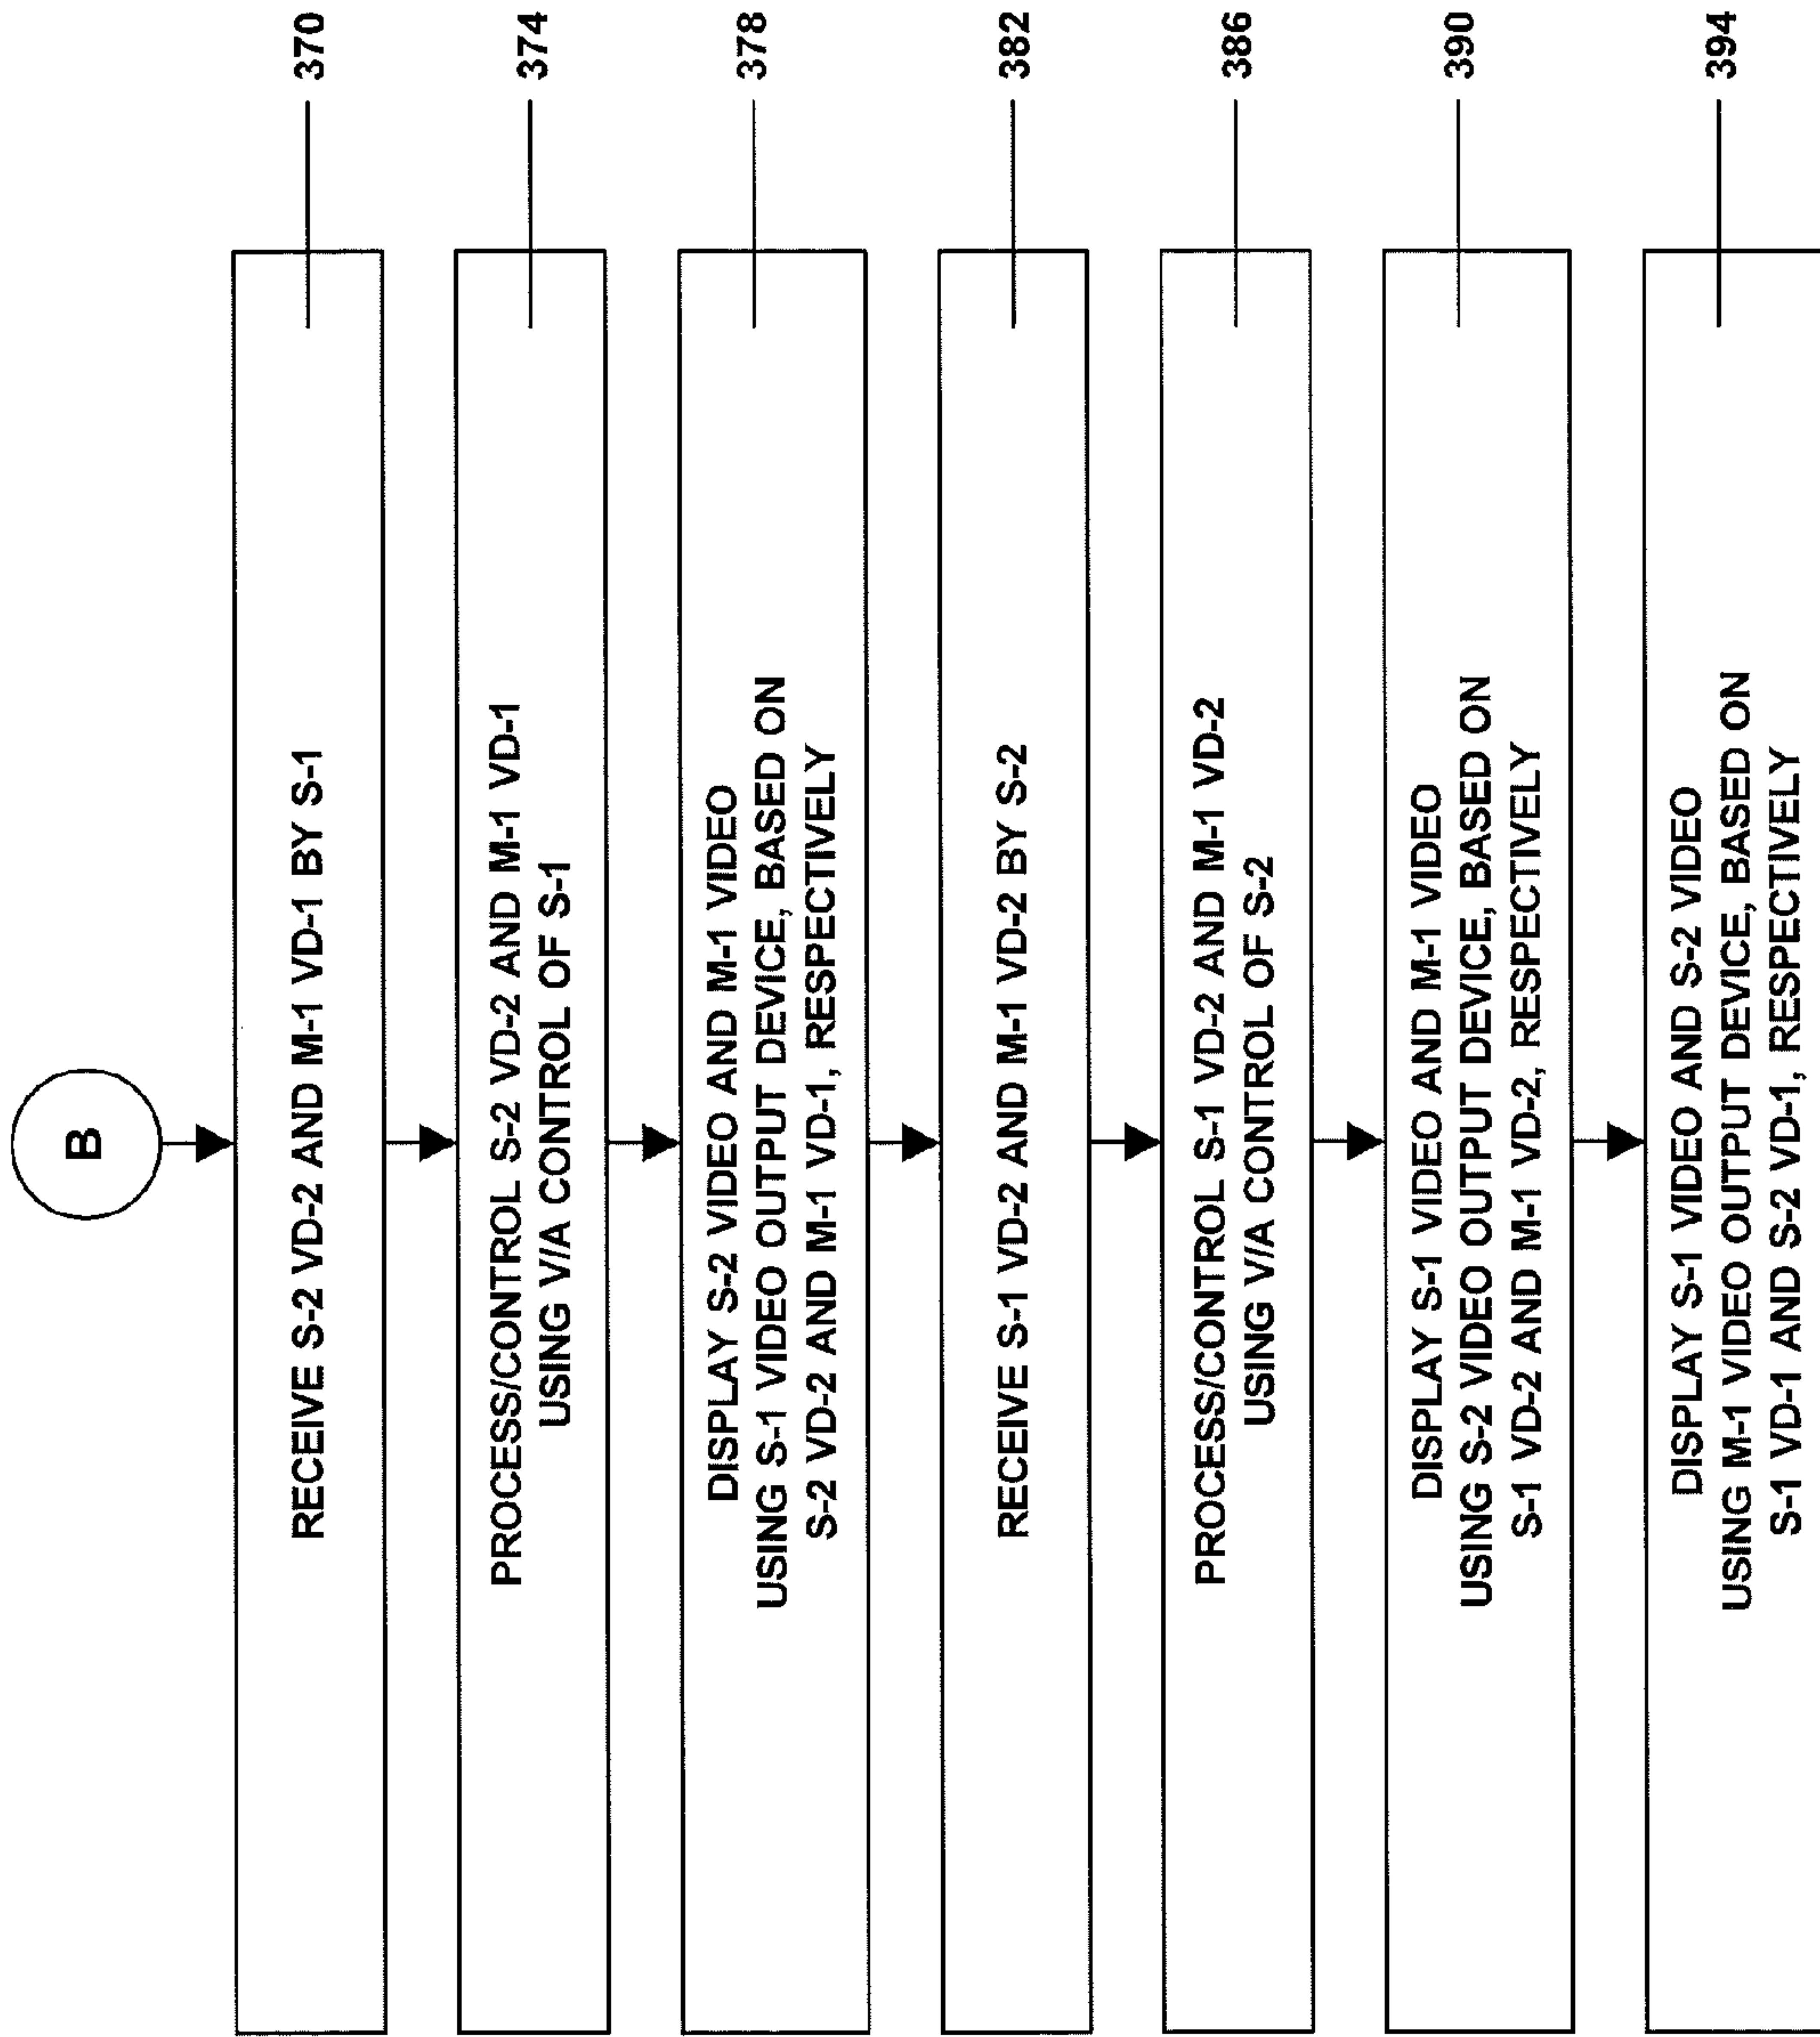 B
RECEIVE S-2 VD-2 AND M-1 VD-1 BY S-1
370
PROCESS/CONTROL S-2 VD-2 AND M-1 VD-1
USING V/A CONTROL OF S-1
374
DISPLAY S-2 VIDEO AND M-1 VIDEO
USING S-1 VIDEO OUTPUT DEVICE, BASED ON
S-2 VD-2 AND M-1 VD-1, RESPECTIVELY
378
RECEIVE S-1 VD-2 AND M-1 VD-2 BY S-2
382
PROCESS/CONTROL S-1 VD-2 AND M-1 VD-2
USING V/A CONTROL OF S-2
386
DISPLAY S-1 VIDEO AND M-1 VIDEO
USING S-2 VIDEO OUTPUT DEVICE, BASED ON
S-1 VD-2 AND M-1 VD-2, RESPECTIVELY
390
DISPLAY S-1 VIDEO AND S-2 VIDEO
USING M-1 VIDEO OUTPUT DEVICE, BASED ON
S-1 VD-1 AND S-2 VD-1, RESPECTIVELY
394